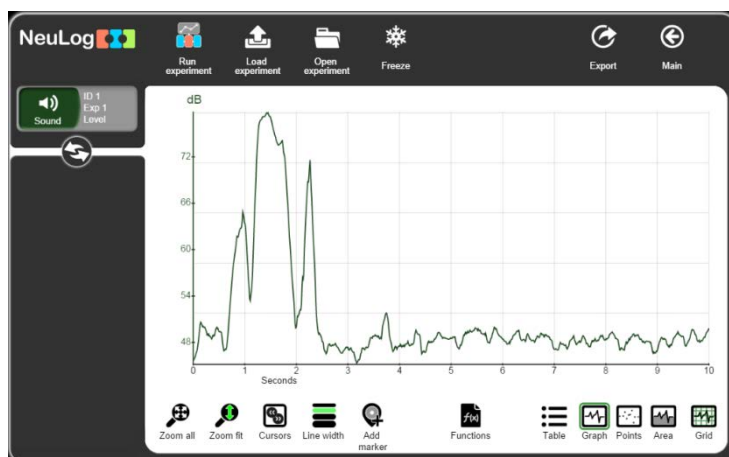 NeuLog
Run
experiment
Load
experiment
Open
experiment
Freeze
Export
Main
Sound
ID 1
Exp 1
Level
dB
72
66
60
54
48
0 1 2 3 4 5 6 7 8 9 10
Seconds
Zoom all
Zoom fit
Cursors
Line width
Add
marker
f(x)
Functions
Table
Graph
Points
Area
Grid